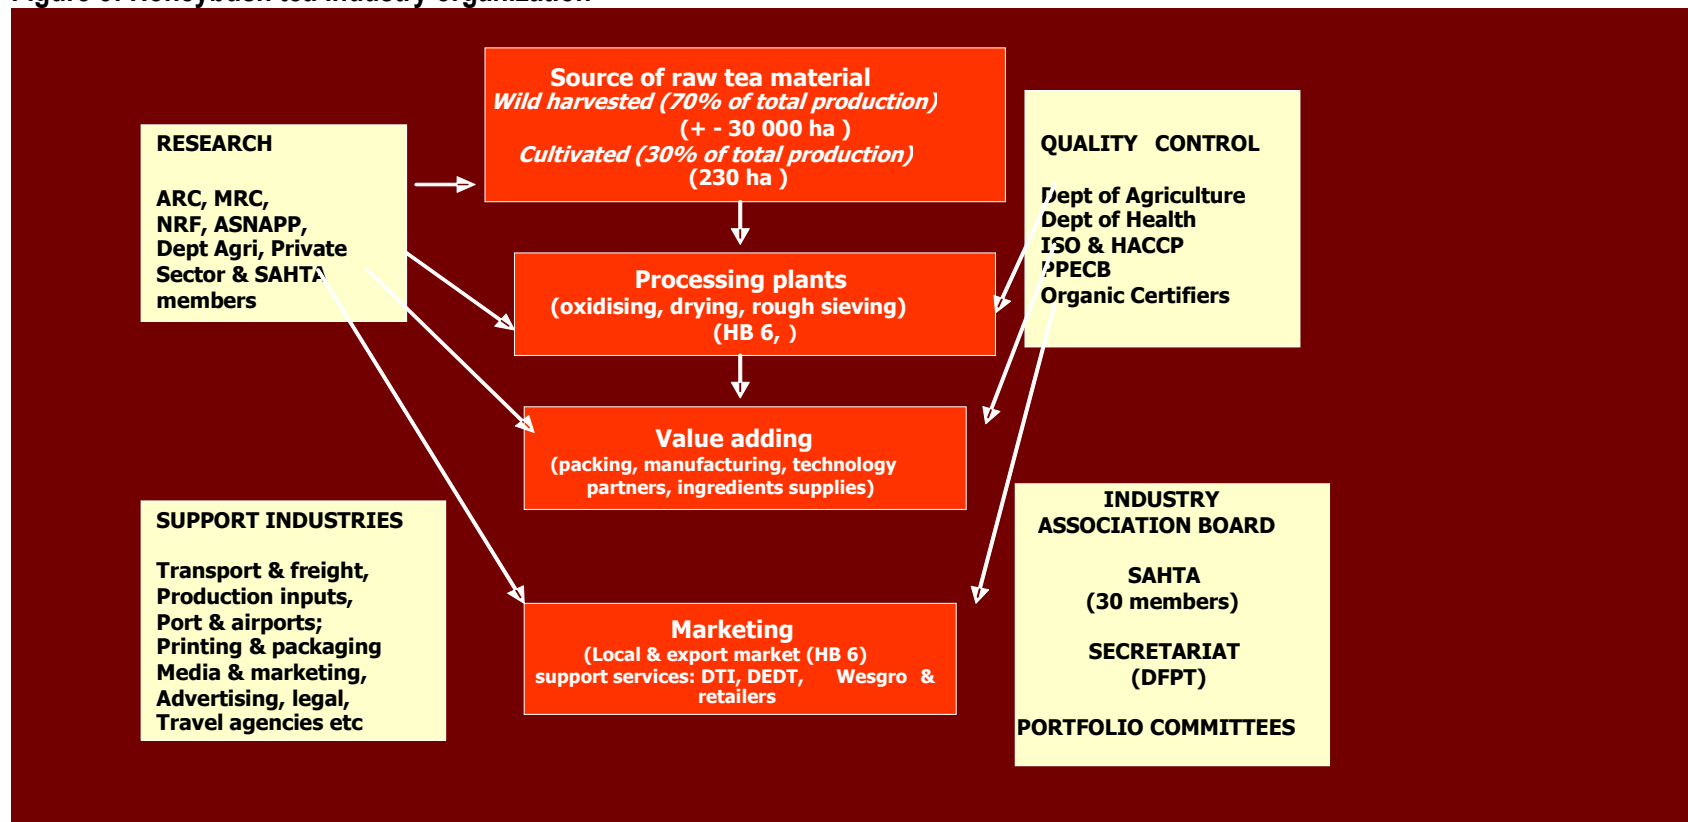 Source of raw tea material
Wild harvested (70% of total production)
(+ - 30 000 ha )
Cultivated (30% of total production)
(230 ha )
RESEARCH
ARC, MRC,
NRF, ASNAPP,
Dept Agri, Private
Sector & SAHTA
members
QUALITY CONTROL
Dept of Agriculture
Dept of Health
ISO & HACCP
PPECB
Organic Certifiers
Processing plants
(oxidising, drying, rough sieving)
(HB 6, )
Value adding
(packing, manufacturing, technology
partners, ingredients supplies)
SUPPORT INDUSTRIES
Transport & freight,
Production inputs,
Port & airports;
Printing & packaging
Media & marketing,
Advertising, legal,
Travel agencies etc
Marketing
(Local & export market (HB 6)
support services: DTI, DEDT, Wesgro &
retailers
INDUSTRY
ASSOCIATION BOARD
SAHTA
(30 members)
SECRETARIAT
(DFPT)
PORTFOLIO COMMITTEES